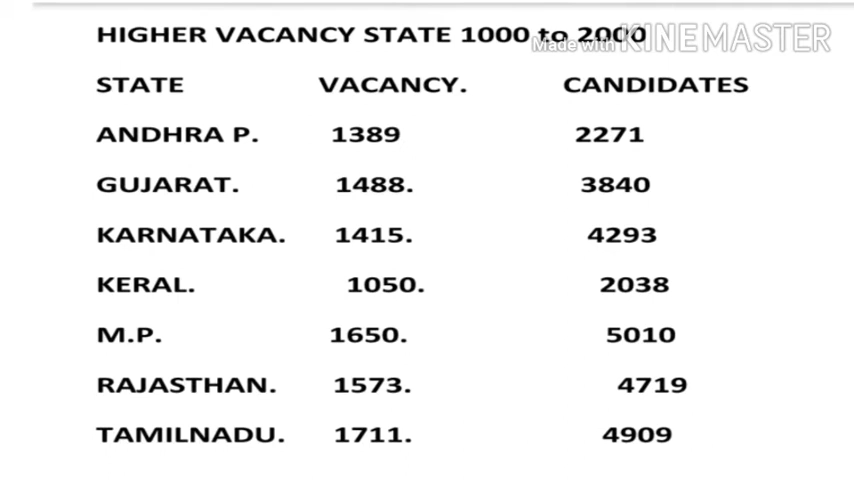 HIGHER VACANCY STATE 1000 to 2000
Made with KINEMASTER
STATE VACANCY. CANDIDATES
ANDHRA P. 1389 2271
GUJARAT. 1488. 3840
KARNATAKA. 1415. 4293
KERAL. 1050. 2038
M.P. 1650. 5010
RAJASTHAN. 1573. 4719
TAMILNADU. 1711. 4909